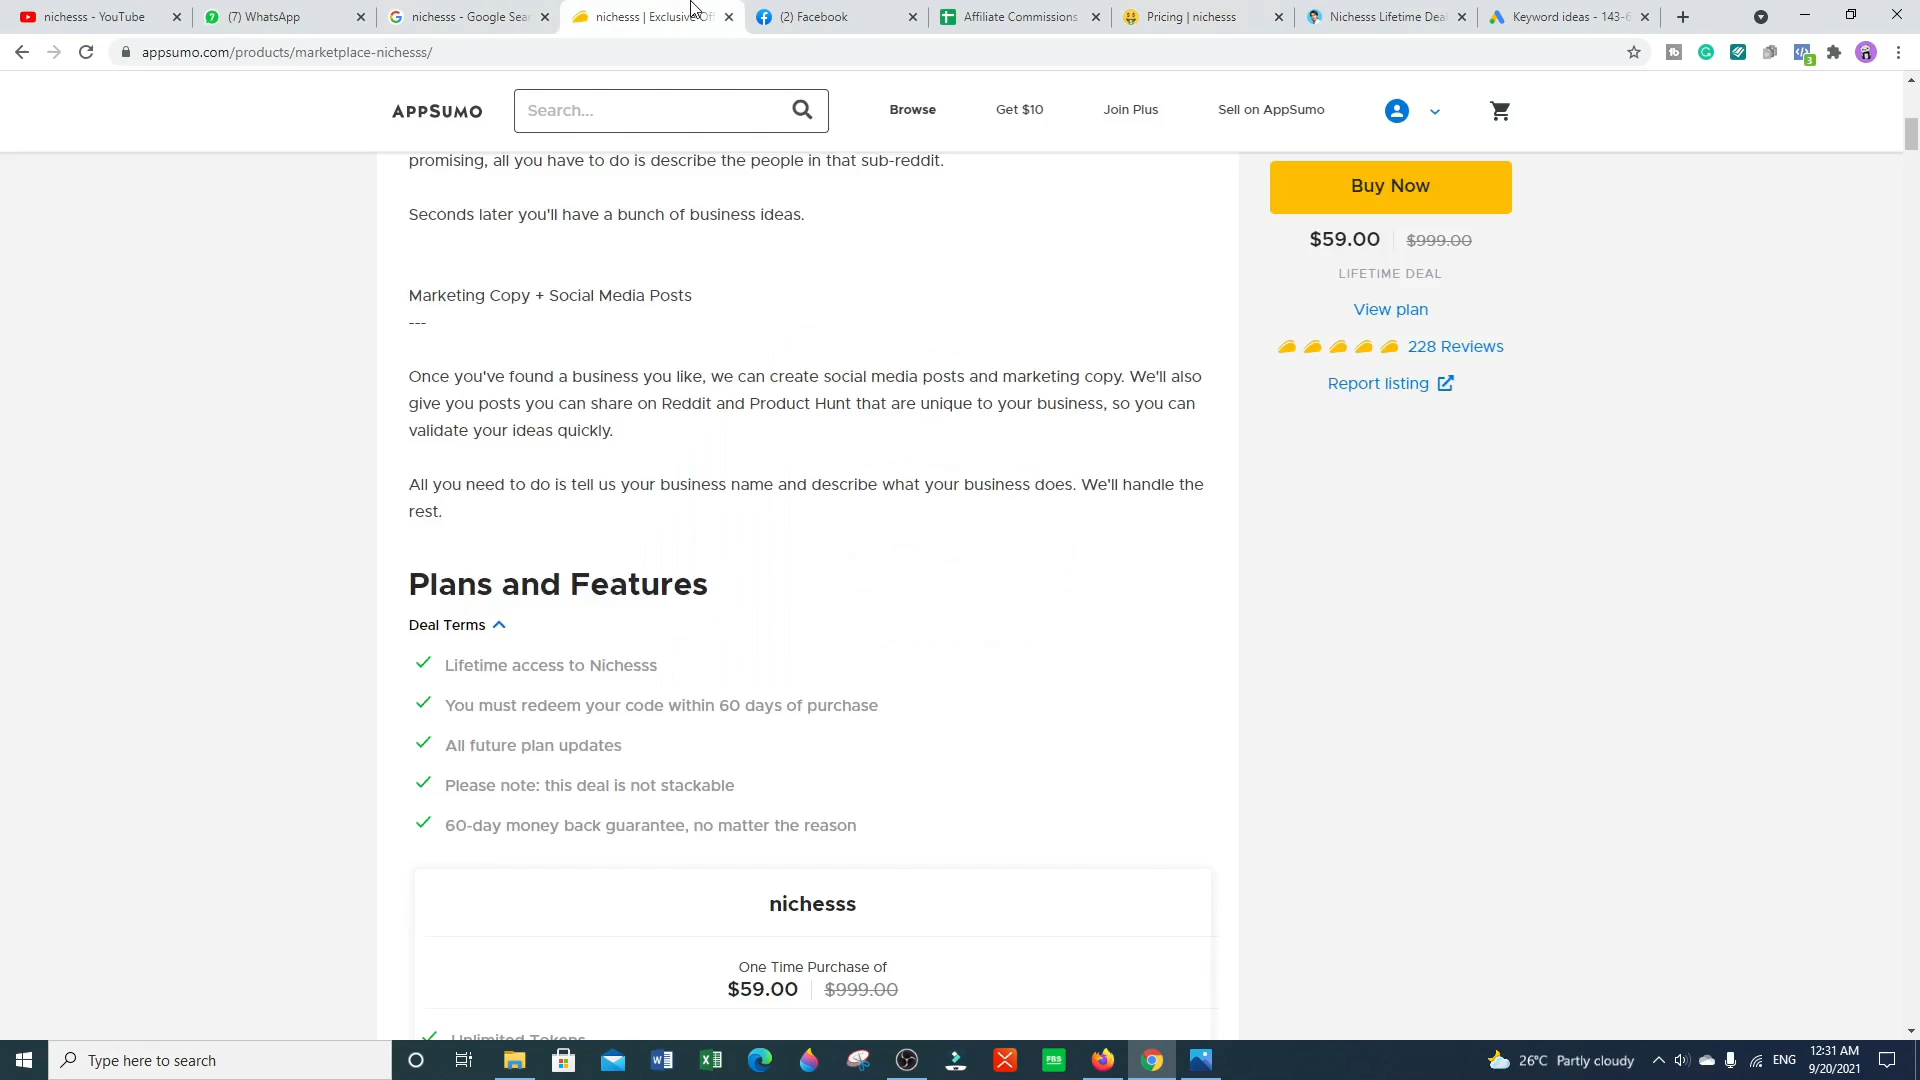 nichesss - YouTube
(7) WhatsApp
nichesss - Google Sear
nichesss | Exclusive Off
(2) Facebook
Affiliate Commissions
Pricing | nichesss
Nichesss Lifetime Deal
Keyword ideas - 143-6
appsumo.com/products/marketplace-nichesss/
3
APPSUMO
Search...
Browse
Get $10
Join Plus
Sell on AppSumo
promising, all you have to do is describe the people in that sub-reddit.
Seconds later you'll have a bunch of business ideas.
Marketing Copy + Social Media Posts
---
Once you've found a business you like, we can create social media posts and marketing copy. We'll also
give you posts you can share on Reddit and Product Hunt that are unique to your business, so you can
validate your ideas quickly.
All you need to do is tell us your business name and describe what your business does. We'll handle the
rest.
Plans and Features
Deal Terms
Lifetime access to Nichesss
You must redeem your code within 60 days of purchase
All future plan updates
Please note: this deal is not stackable
60-day money back guarantee, no matter the reason
nichesss
One Time Purchase of
$59.00 $999.00
Unlimited Tokens
Buy Now
$59.00 $999.00
LIFETIME DEAL
View plan
228 Reviews
Report listing
Type here to search
FBS
26°C Partly cloudy
ENG
12:31 AM
9/20/2021